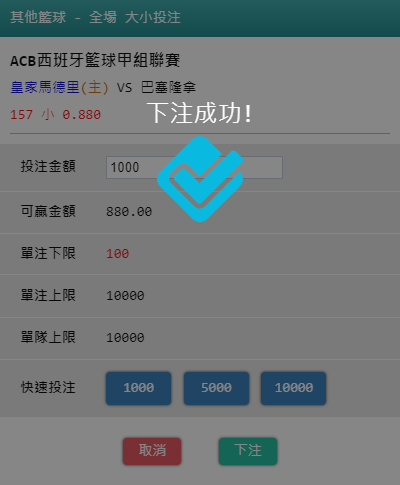 其他籃球 - 全場 大小投注
ACB西班牙籃球甲組聯賽
皇家馬德里(主) VS 巴塞隆拿
157 小 0.880
下注成功!
投注金額 1000
可贏金額 880.00
單注下限 100
單注上限 10000
單隊上限 10000
快速投注 1000 5000 10000
取消 下注